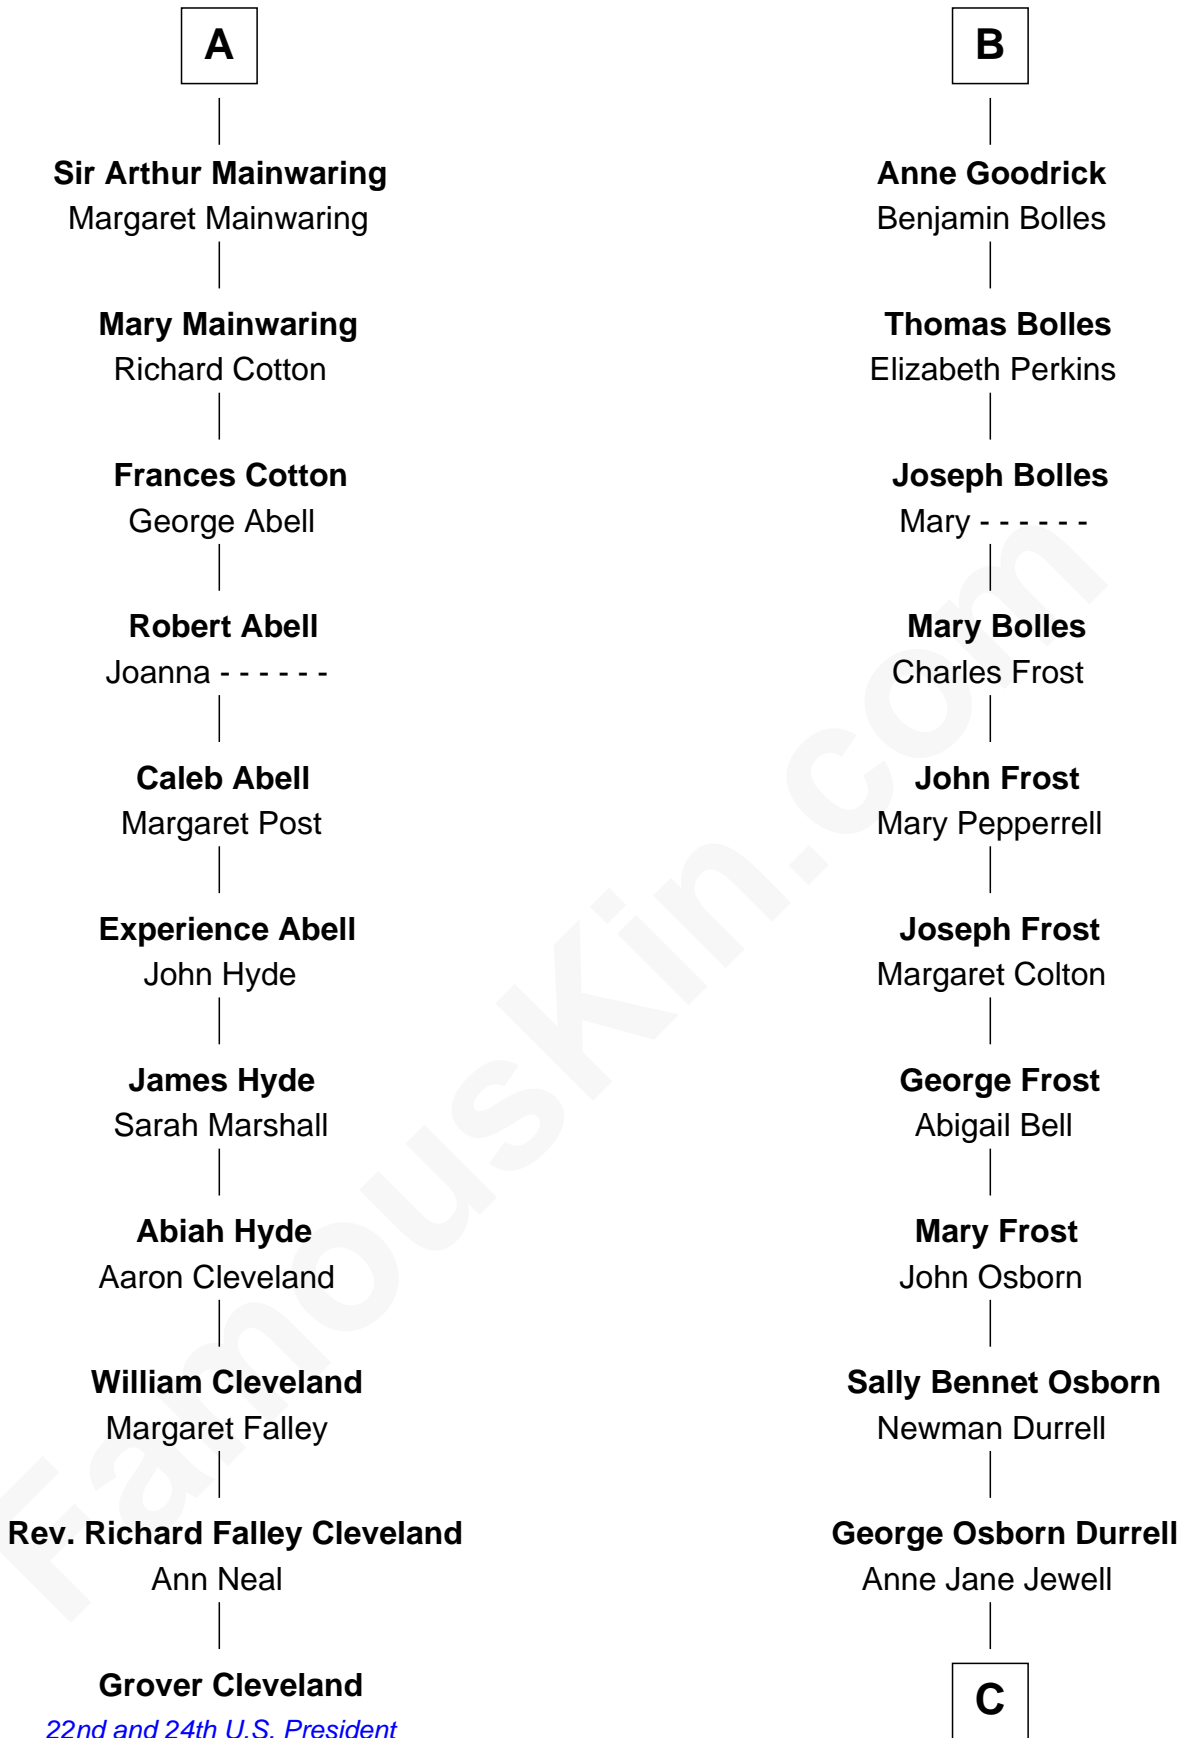 A
Sir Arthur Mainwaring
Margaret Mainwaring
Mary Mainwaring
Richard Cotton
Frances Cotton
George Abell
Robert Abell
Joanna - - - - - -
Caleb Abell
Margaret Post
Experience Abell
John Hyde
James Hyde
Sarah Marshall
Abiah Hyde
Aaron Cleveland
William Cleveland
Margaret Falley
Rev. Richard Falley Cleveland
Ann Neal
Grover Cleveland
22nd and 24th U.S. President
B
Anne Goodrick
Benjamin Bolles
Thomas Bolles
Elizabeth Perkins
Joseph Bolles
Mary - - - - - -
Mary Bolles
Charles Frost
John Frost
Mary Pepperrell
Joseph Frost
Margaret Colton
George Frost
Abigail Bell
Mary Frost
John Osborn
Sally Bennet Osborn
Newman Durrell
George Osborn Durrell
Anne Jane Jewell
C
FamousKin.com